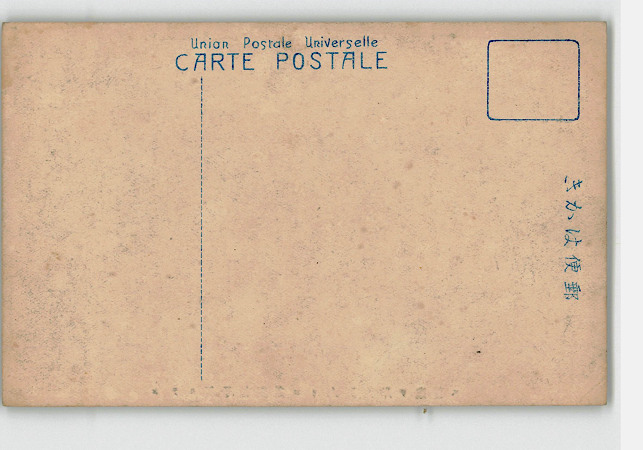 Union Postale Universelle
CARTE POSTALE
郵便はかき